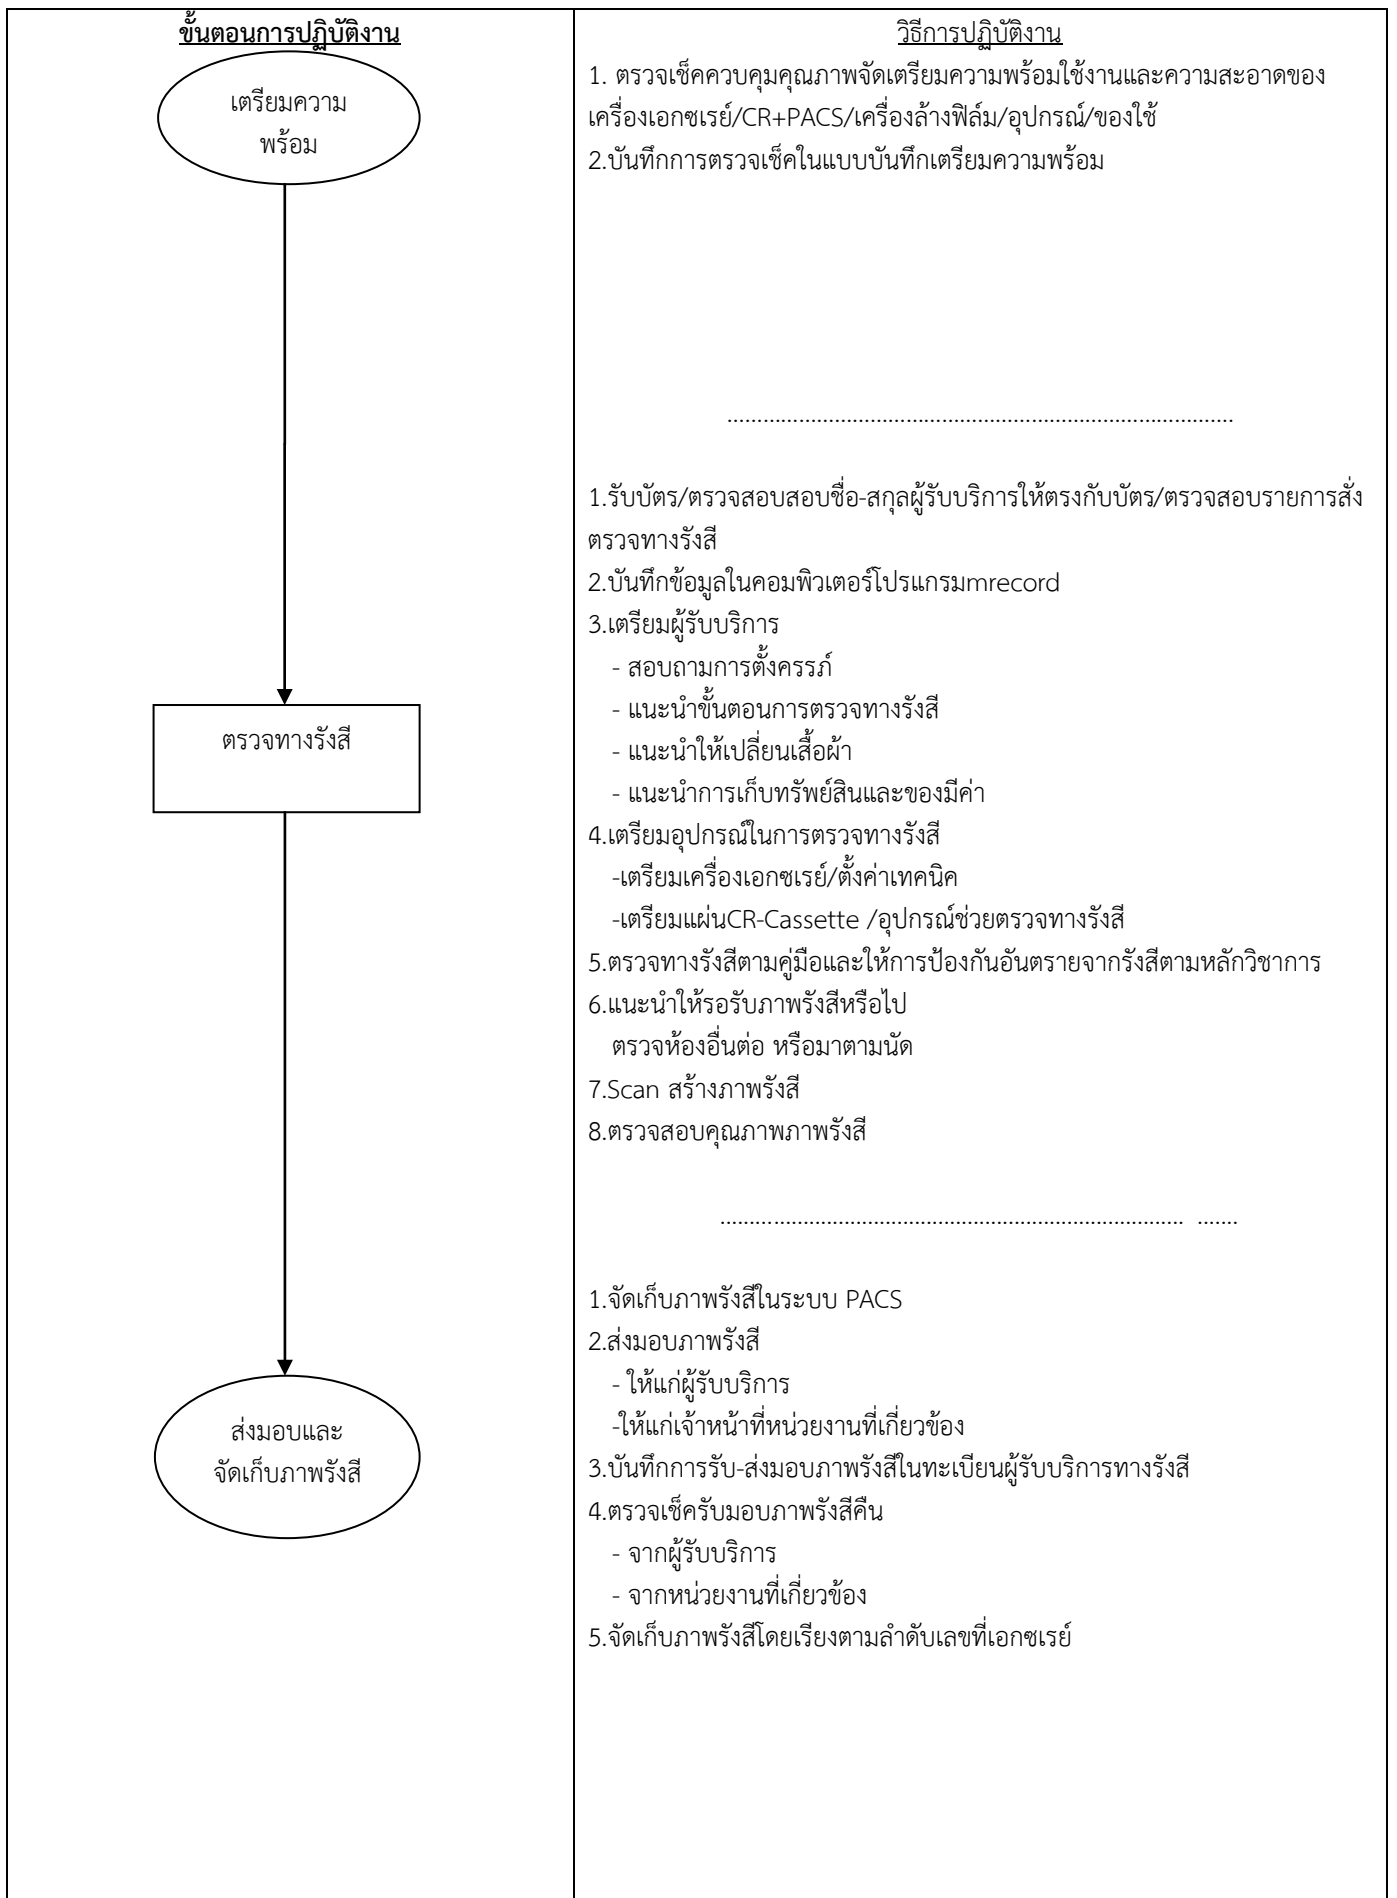 ขั้นตอนการปฏิบัติงาน
เตรียมความ
พร้อม
ตรวจทางรังสี
ส่งมอบและ
จัดเก็บภาพรังสี
วิธีการปฏิบัติงาน
1. ตรวจเช็คควบคุมคุณภาพจัดเตรียมความพร้อมใช้งานและความสะอาดของ
เครื่องเอกซเรย์/CR+PACS/เครื่องล้างฟิล์ม/อุปกรณ์/ของใช้
2.บันทึกการตรวจเช็คในแบบบันทึกเตรียมความพร้อม
.....................................................................................
1.รับบัตร/ตรวจสอบสอบชื่อ-สกุลผู้รับบริการให้ตรงกับบัตร/ตรวจสอบรายการสั่ง
ตรวจทางรังสี
2.บันทึกข้อมูลในคอมพิวเตอร์โปรแกรมmrecord
3.เตรียมผู้รับบริการ
- สอบถามการตั้งครรภ์
- แนะนำขั้นตอนการตรวจทางรังสี
- แนะนำให้เปลี่ยนเสื้อผ้า
- แนะนำการเก็บทรัพย์สินและของมีค่า
4.เตรียมอุปกรณ์ในการตรวจทางรังสี
-เตรียมเครื่องเอกซเรย์/ตั้งค่าเทคนิค
-เตรียมแผ่นCR-Cassette /อุปกรณ์ช่วยตรวจทางรังสี
5.ตรวจทางรังสีตามคู่มือและให้การป้องกันอันตรายจากรังสีตามหลักวิชาการ
6.แนะนำให้รอรับภาพรังสีหรือไป
ตรวจห้องอื่นต่อ หรือมาตามนัด
7.Scan สร้างภาพรังสี
8.ตรวจสอบคุณภาพภาพรังสี
.............................................................................. .......
1.จัดเก็บภาพรังสีในระบบ PACS
2.ส่งมอบภาพรังสี
- ให้แก่ผู้รับบริการ
-ให้แก่เจ้าหน้าที่หน่วยงานที่เกี่ยวข้อง
3.บันทึกการรับ-ส่งมอบภาพรังสีในทะเบียนผู้รับบริการทางรังสี
4.ตรวจเช็ครับมอบภาพรังสีคืน
- จากผู้รับบริการ
- จากหน่วยงานที่เกี่ยวข้อง
5.จัดเก็บภาพรังสีโดยเรียงตามลำดับเลขที่เอกซเรย์